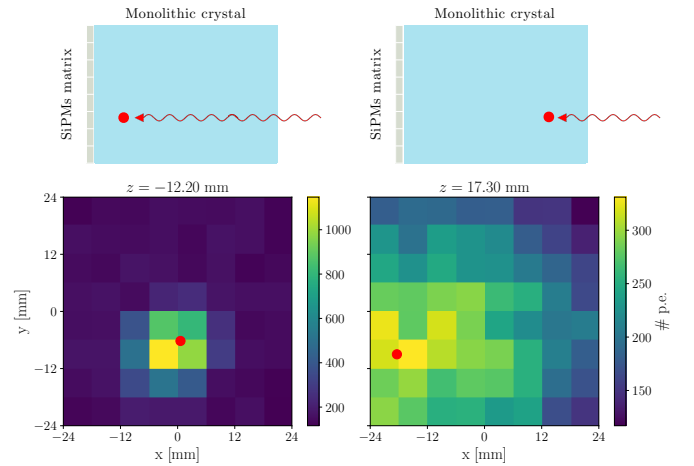 Monolithic crystal
SiPMs matrix
Monolithic crystal
SiPMs matrix
z = −12.20 mm
24
12
0
−12
−24
y [mm]
−24 −12 0 12 24
x [mm]
1000
800
600
400
200
z = 17.30 mm
−24 −12 0 12 24
x [mm]
300
250
200
150
# p.e.